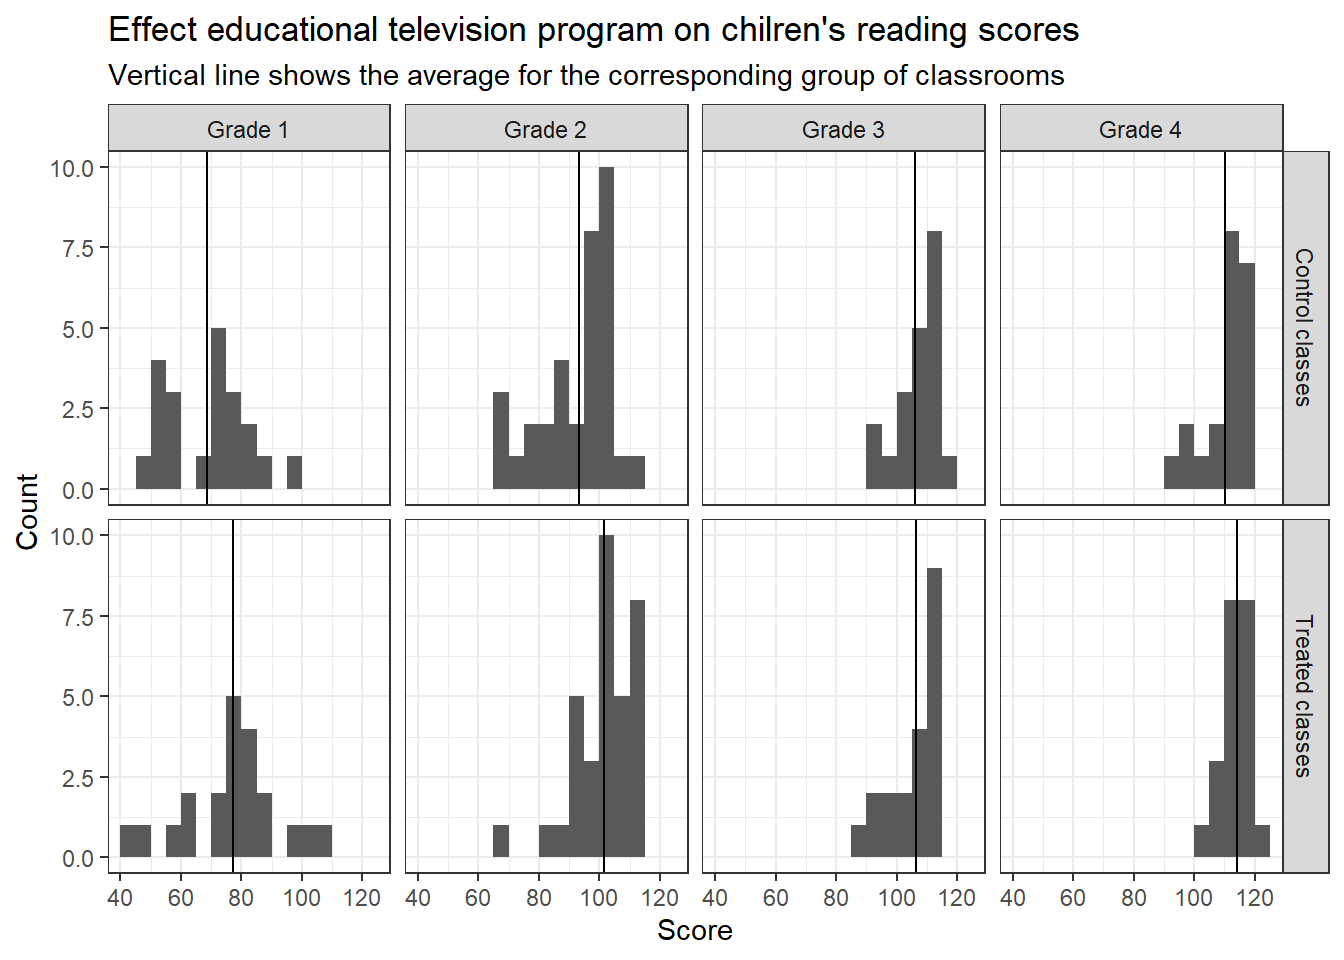 Effect educational television program on chilren's reading scores
Vertical line shows the average for the corresponding group of classrooms
Grade 1 Grade 2 Grade 3 Grade 4
10.0
7.5
5.0
2.5
0.0
Control classes
Count
10.0
7.5
5.0
2.5
0.0
Treated classes
40 60 80 100 120 40 60 80 100 120 40 60 80 100 120 40 60 80 100 120
Score